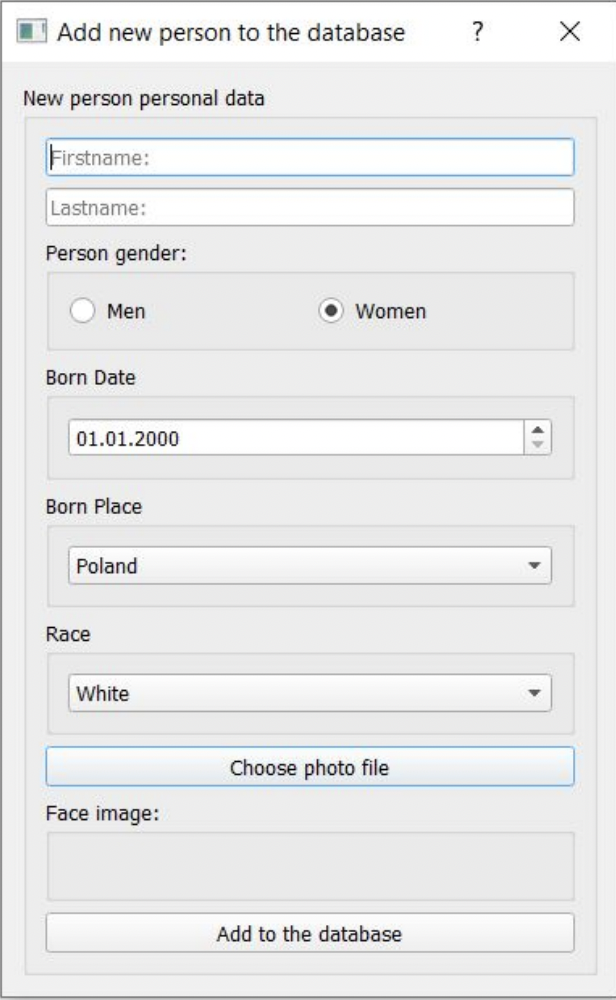 Add new person to the database ?
New person personal data
Firstname:
Lastname:
Person gender:
Men Women
Born Date
01.01.2000
Born Place
Poland
Race
White
Choose photo file
Face image:
Add to the database